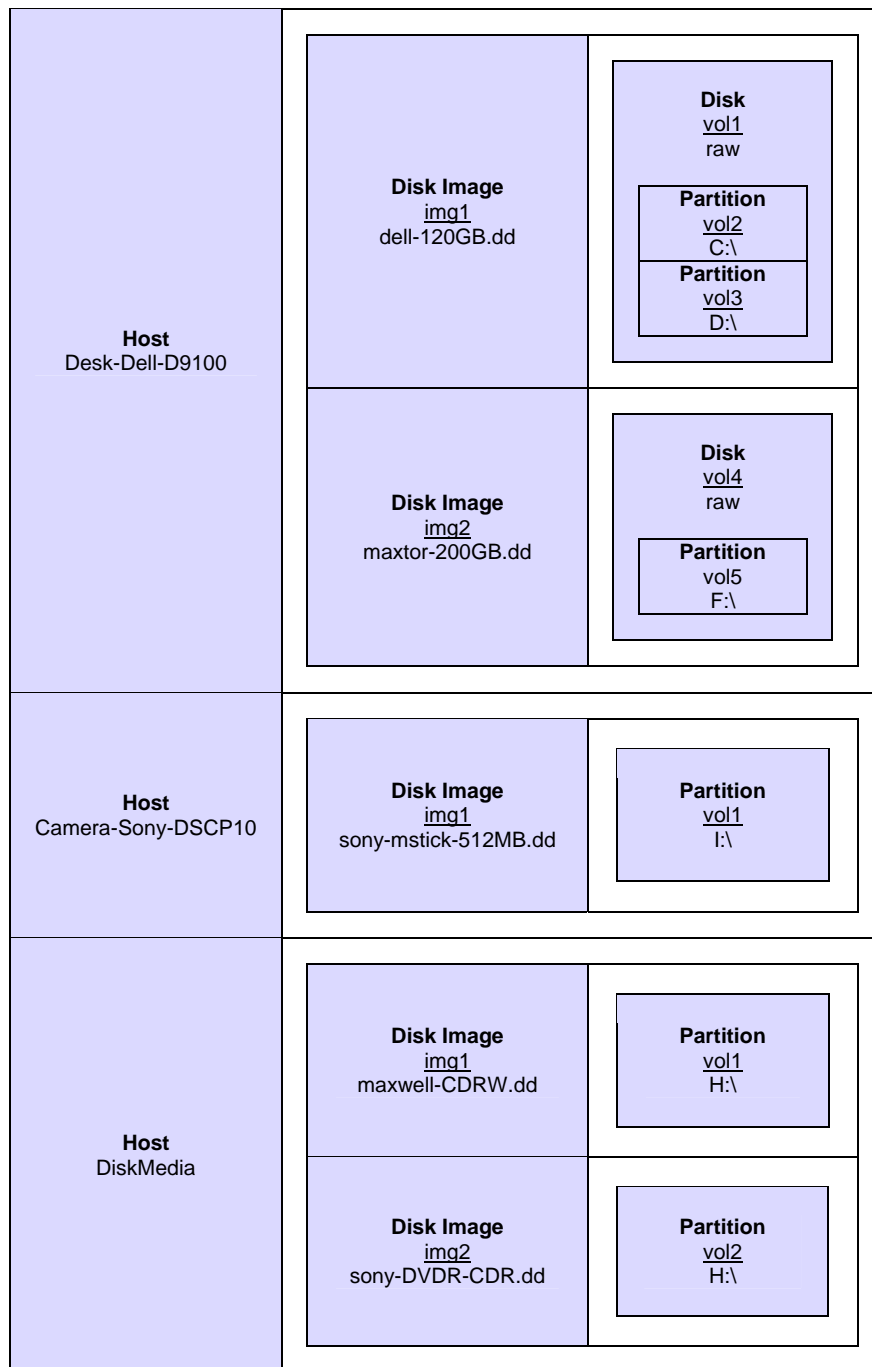 Host
Desk-Dell-D9100
Disk Image
img1
dell-120GB.dd
Disk
vol1
raw
Partition
vol2
C:\
Partition
vol3
D:\
Disk Image
img2
maxtor-200GB.dd
Disk
vol4
raw
Partition
vol5
F:\
Host
Camera-Sony-DSCP10
Disk Image
img1
sony-mstick-512MB.dd
Partition
vol1
I:\
Host
DiskMedia
Disk Image
img1
maxwell-CDRW.dd
Partition
vol1
H:\
Disk Image
img2
sony-DVDR-CDR.dd
Partition
vol2
H:\